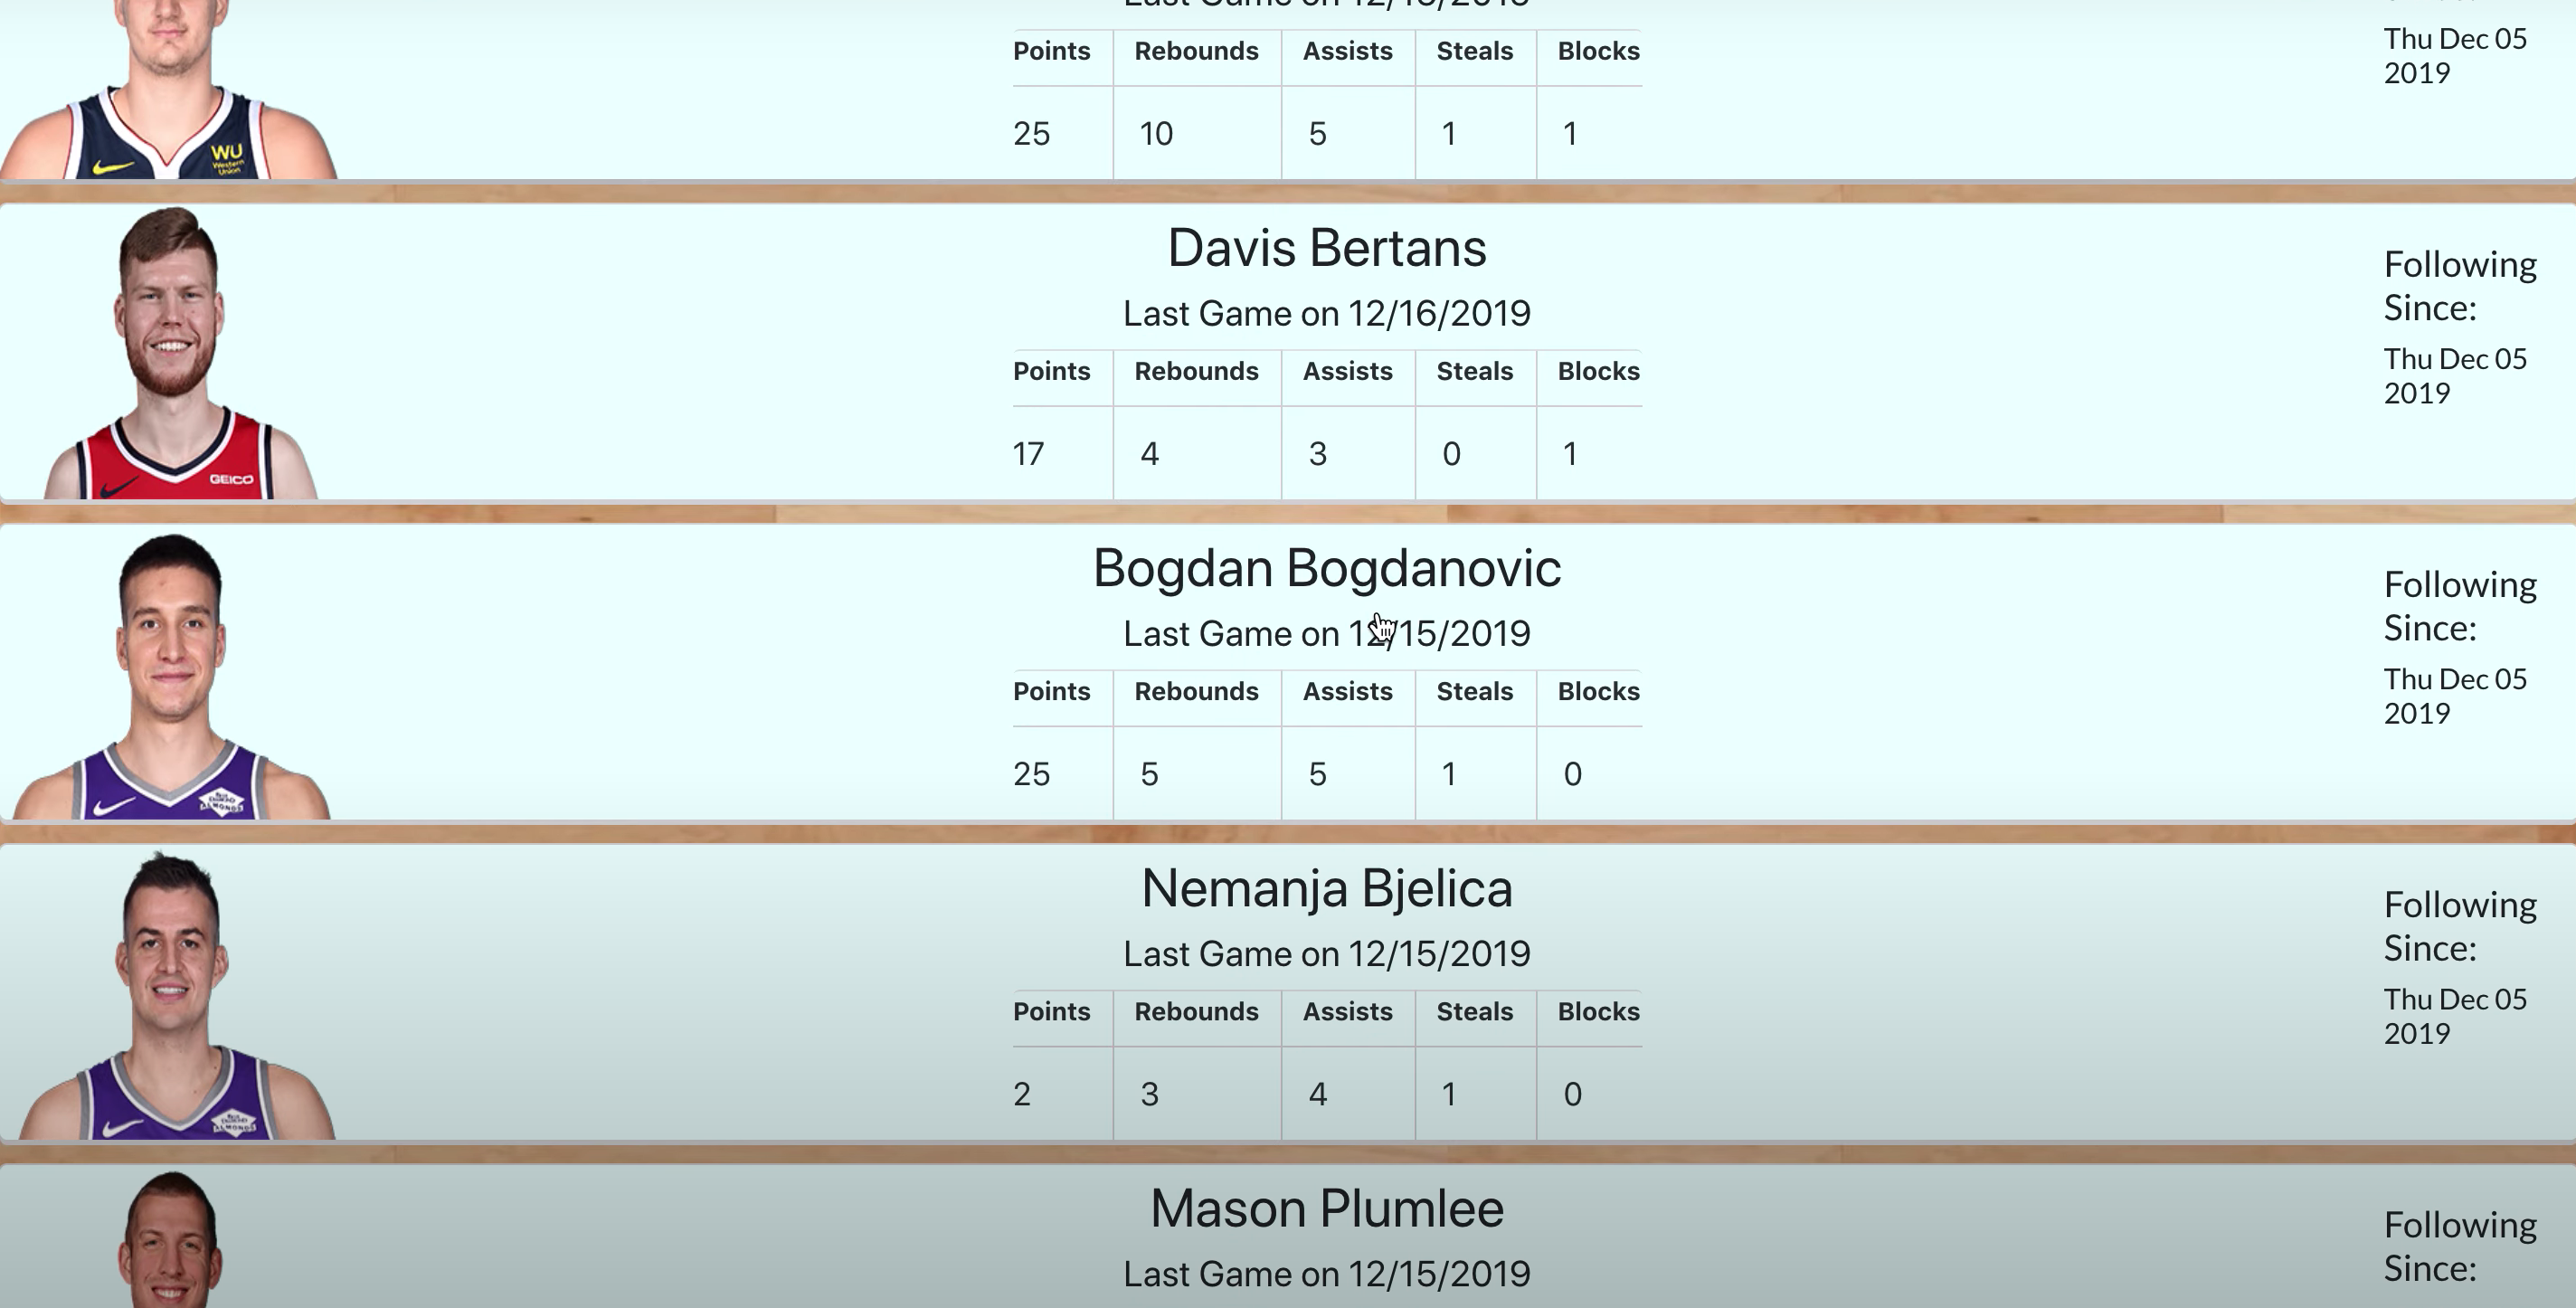 Last Game on
Points Rebounds Assists Steals Blocks
25 10 5 1 1
Thu Dec 05
2019
WU
Western
Union
Davis Bertans
Last Game on 12/16/2019
Points Rebounds Assists Steals Blocks
17 4 3 0 1
Following
Since:
Thu Dec 05
2019
GEICO
Bogdan Bogdanovic
Last Game on 12/15/2019
Points Rebounds Assists Steals Blocks
25 5 5 1 0
Following
Since:
Thu Dec 05
2019
Nemanja Bjelica
Last Game on 12/15/2019
Points Rebounds Assists Steals Blocks
2 3 4 1 0
Following
Since:
Thu Dec 05
2019
Mason Plumlee
Last Game on 12/15/2019
Following
Since: